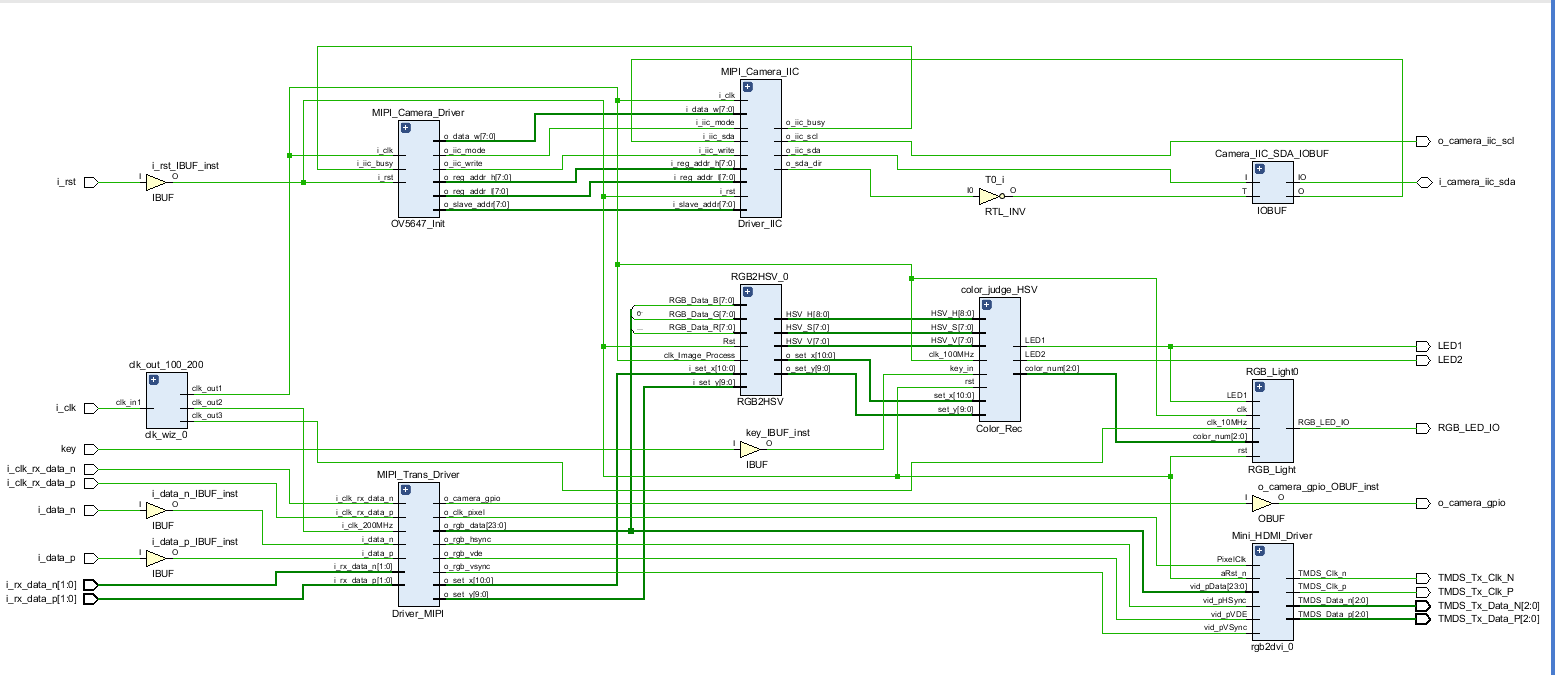 MIPI_Camera_IIC
i_clk
i_data_w[7:0]
i_iic_mode
i_iic_sda
i_iic_write
i_reg_addr_h[7:0]
i_reg_addr_l[7:0]
i_rst
i_slave_addr[7:0]
o_iic_busy
o_iic_scl
o_iic_sda
o_sda_dir
Driver_IIC
MIPI_Camera_Driver
i_clk
i_iic_busy
i_rst
o_data_w[7:0]
o_iic_mode
o_iic_write
o_reg_addr_h[7:0]
o_reg_addr_l[7:0]
o_slave_addr[7:0]
OV5647_Init
i_rst
i_rst_IBUF_inst
I
O
IBUF
T0_i
I0
O
RTL_INV
Camera_IIC_SDA_IOBUF
I
T
IO
O
IOBUF
o_camera_iic_scl
i_camera_iic_sda
RGB2HSV_0
RGB_Data_B[7:0]
RGB_Data_G[7:0]
RGB_Data_R[7:0]
Rst
clk_Image_Process
i_set_x[10:0]
i_set_y[9:0]
HSV_H[8:0]
HSV_S[7:0]
HSV_V[7:0]
o_set_x[10:0]
o_set_y[9:0]
RGB2HSV
color_judge_HSV
HSV_H[8:0]
HSV_S[7:0]
HSV_V[7:0]
clk_100MHz
key_in
rst
set_x[10:0]
set_y[9:0]
LED1
LED2
color_num[2:0]
Color_Rec
LED1
LED2
clk_out_100_200
clk_in1
clk_out1
clk_out2
clk_out3
clk_wiz_0
i_clk
key
key_IBUF_inst
I
O
IBUF
RGB_Light0
LED1
clk
clk_10MHz
color_num[2:0]
rst
RGB_LED_IO
RGB_Light
RGB_LED_IO
i_clk_rx_data_n
i_clk_rx_data_p
i_data_n_IBUF_inst
i_data_n
I
O
IBUF
i_data_p_IBUF_inst
i_data_p
I
O
IBUF
i_rx_data_n[1:0]
i_rx_data_p[1:0]
MIPI_Trans_Driver
i_clk_rx_data_n
i_clk_rx_data_p
i_clk_200MHz
i_data_n
i_data_p
i_rx_data_n[1:0]
i_rx_data_p[1:0]
o_camera_gpio
o_clk_pixel
o_rgb_data[23:0]
o_rgb_hsync
o_rgb_vde
o_rgb_vsync
o_set_x[10:0]
o_set_y[9:0]
Driver_MIPI
o_camera_gpio_OBUF_inst
I
O
OBUF
o_camera_gpio
Mini_HDMI_Driver
PixelClk
aRst_n
vid_pData[23:0]
vid_pHSync
vid_pVDE
vid_pVSync
TMDS_Clk_n
TMDS_Clk_p
TMDS_Data_n[2:0]
TMDS_Data_p[2:0]
rgb2dvi_0
TMDS_Tx_Clk_N
TMDS_Tx_Clk_P
TMDS_Tx_Data_N[2:0]
TMDS_Tx_Data_P[2:0]